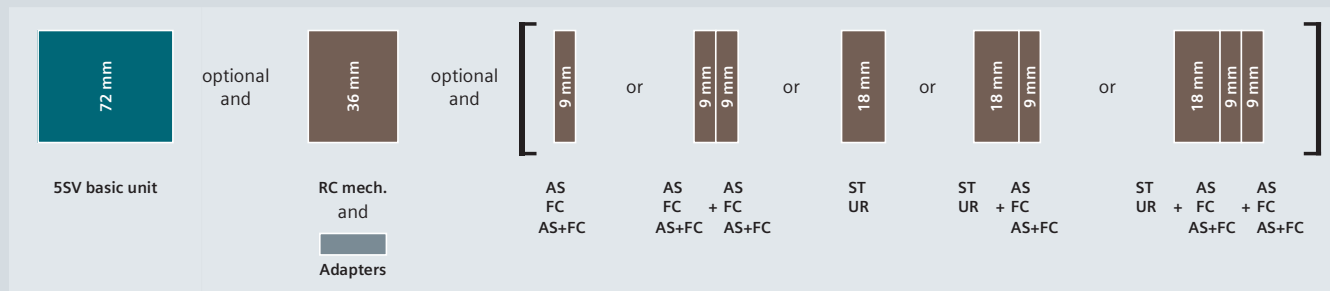 72 mm
optional
and
36 mm
optional
and
9 mm
or
9 mm
9 mm
or
18 mm
or
18 mm
9 mm
or
18 mm
9 mm
9 mm
5SV basic unit
RC mech.
and
Adapters
AS
FC
AS+FC
AS AS
FC + FC
AS+FC AS+FC
ST
UR
ST AS
UR + FC
AS+FC
ST AS AS
UR + FC + FC
AS+FC AS+FC